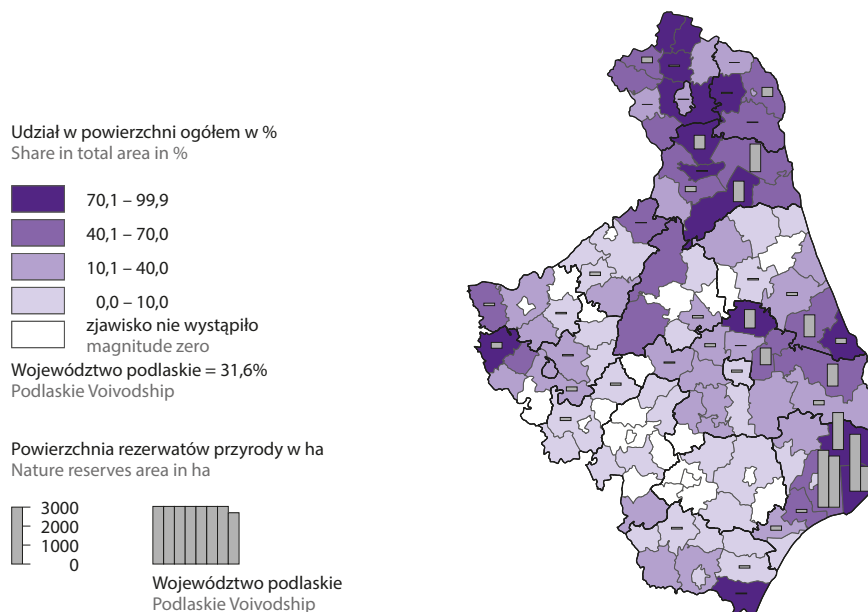 Udział w powierzchni ogółem w %
Share in total area in %
70,1 – 99,9
40,1 – 70,0
10,1 – 40,0
0,0 – 10,0
zjawisko nie wystąpiło
magnitude zero
Województwo podlaskie = 31,6%
Podlaskie Voivodship
Powierzchnia rezerwatów przyrody w ha
Nature reserves area in ha
3000
2000
1000
0
Województwo podlaskie
Podlaskie Voivodship